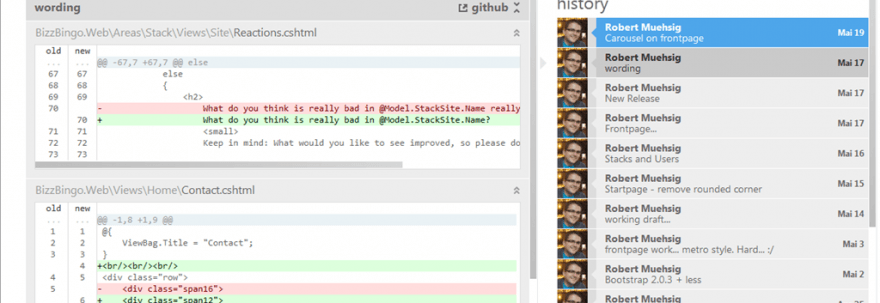 wording
github
BizzBingo.Web\Areas\Stack\Views\Site\Reactions.cshtml
old new
... ... @@ -67,7 +67,7 @@ else
67 67 else
68 68 {
69 69 <h2>
70 - What do you think is really bad in @Model.StackSite.Name really
70 + What do you think is really bad in @Model.StackSite.Name?
71 71 <small>
72 72 Keep in mind: What would you like to see improved, so please do
73 73
BizzBingo.Web\Views\Home\Contact.cshtml
old new
... ... @@ -1,8 +1,9 @@
1 1 @{
2 2 ViewBag.Title = "Contact";
3 3 }
4 +<br/><br/><br/>
4 5 <div class="row">
5 - <div class="span16">
6 + <div class="span12">
history
Robert Muehsig
Carousel on frontpage
Mai 19
Robert Muehsig
wording
Mai 17
Robert Muehsig
New Release
Mai 17
Robert Muehsig
Frontpage...
Mai 17
Robert Muehsig
Stacks and Users
Mai 16
Robert Muehsig
Startpage - remove rounded corner
Mai 15
Robert Muehsig
working draft...
Mai 14
Robert Muehsig
frontpage work... metro style. Hard... :/
Mai 3
Robert Muehsig
Bootstrap 2.0.3 + less
Mai 2
Robert Muehsig